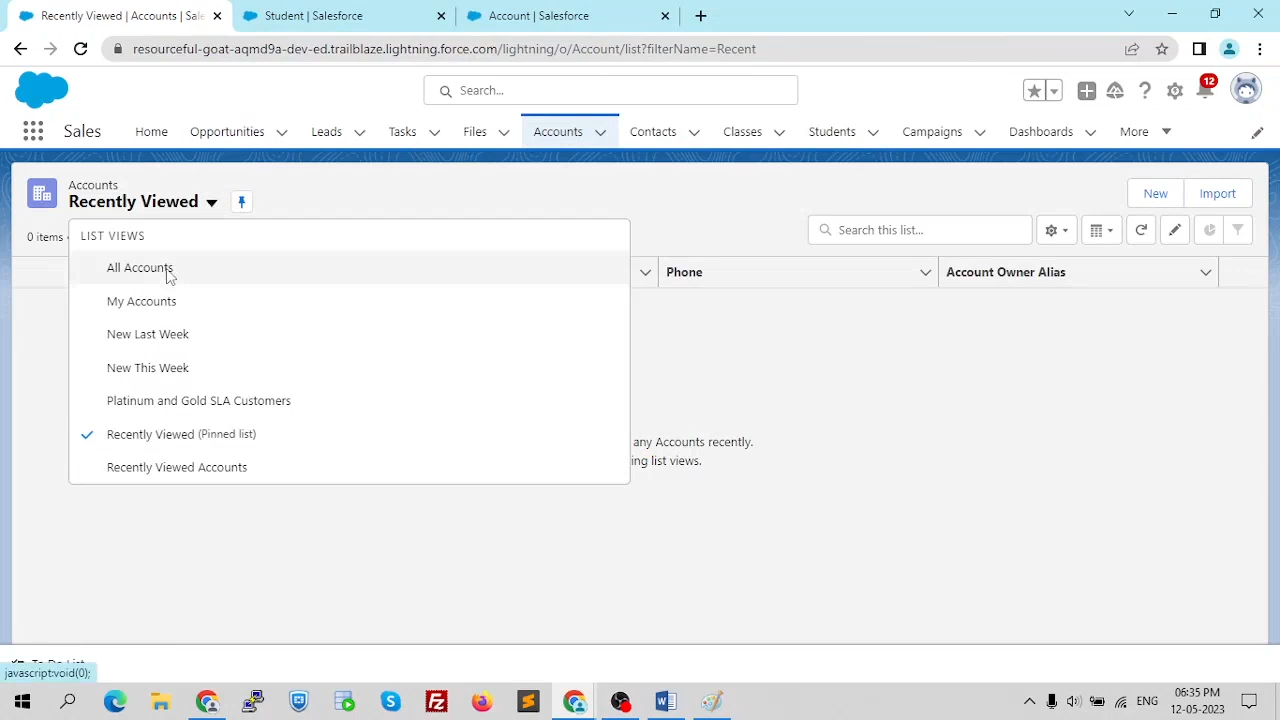 Recently Viewed | Accounts | Sale
Student | Salesforce
Account | Salesforce
resourceful-goat-aqmd9a-dev-ed.trailblaze.lightning.force.com/lightning/o/Account/list?filterName=Recent
Search...
12
Sales
Home
Opportunities
Leads
Tasks
Files
Accounts
Contacts
Classes
Students
Campaigns
Dashboards
More
Accounts
Recently Viewed
New
Import
0 items
Search this list...
LIST VIEWS
All Accounts
My Accounts
New Last Week
New This Week
Platinum and Gold SLA Customers
Recently Viewed (Pinned list)
Recently Viewed Accounts
Phone
Account Owner Alias
any Accounts recently.
ing list views.
To Do List
javascript:void(0);
ENG
06:35 PM
12-05-2023